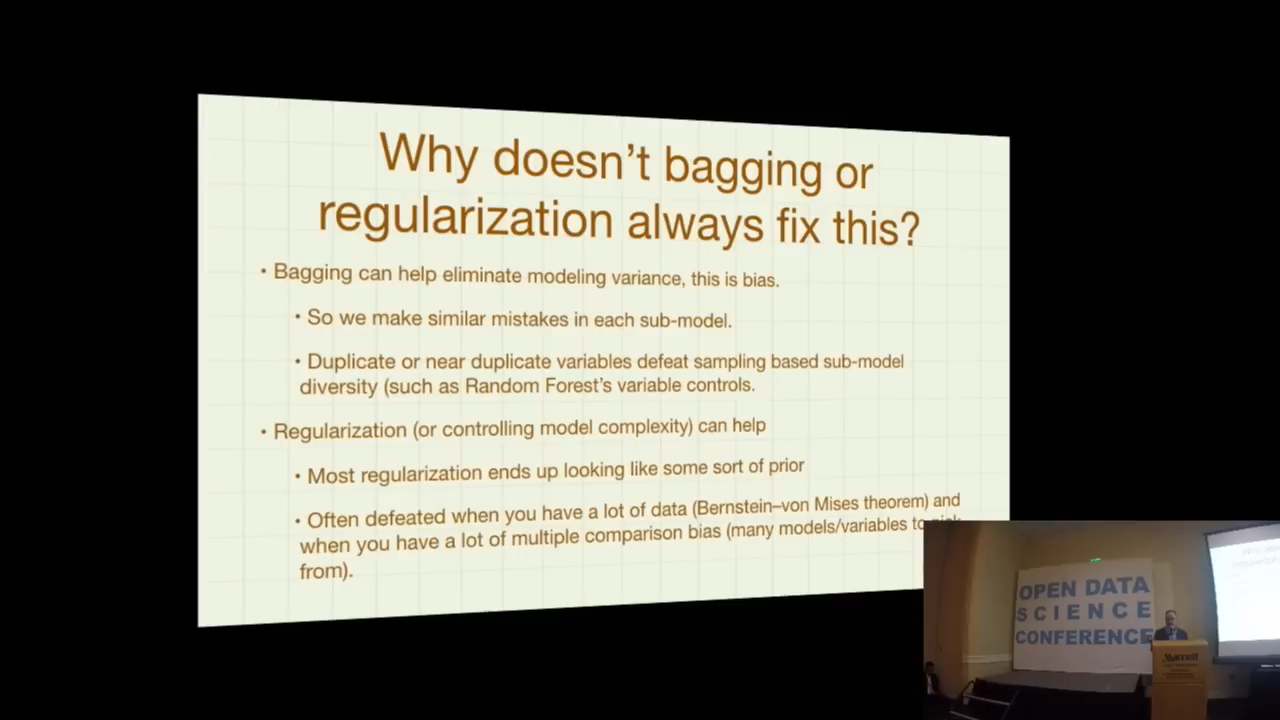 Why doesn't bagging or
regularization always fix this?
• Bagging can help eliminate modeling variance, this is bias.
• So we make similar mistakes in each sub-model.
• Duplicate or near duplicate variables defeat sampling based sub-model
diversity (such as Random Forest's variable controls.
• Regularization (or controlling model complexity) can help
• Most regularization ends up looking like some sort of prior
• Often defeated when you have a lot of data (Bernstein–von Mises theorem) and
when you have a lot of multiple comparison bias (many models/variables to
from).
OPEN DATA
SCIENCE
CONFERENCE
Marriott